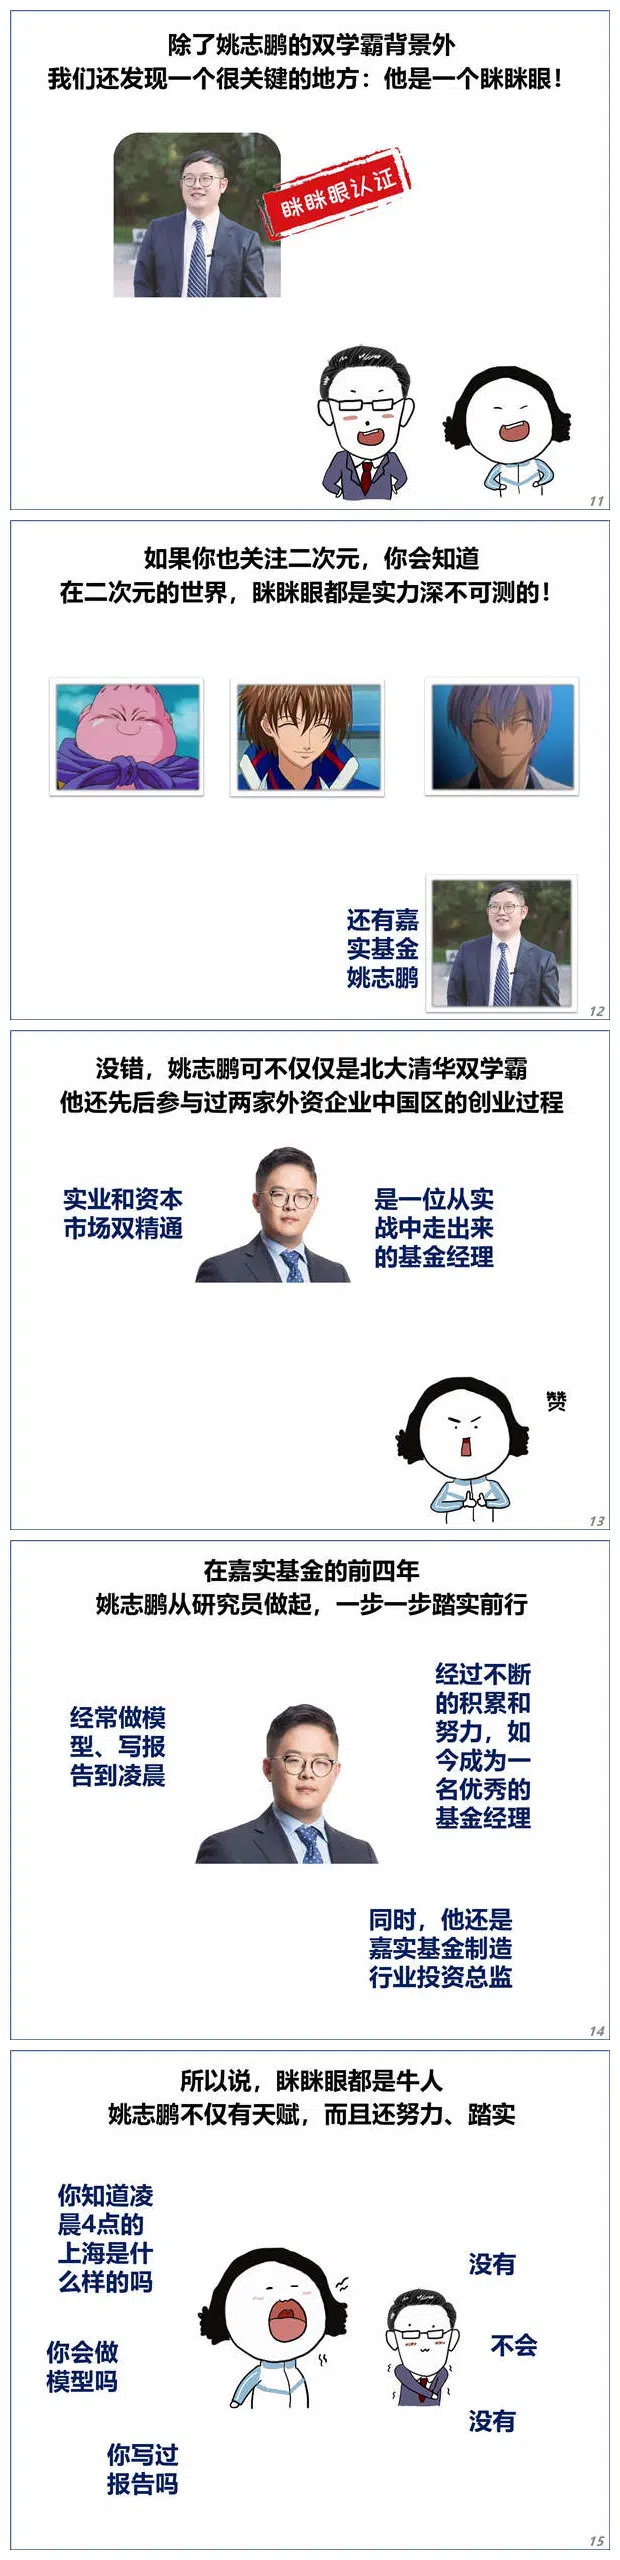 除了姚志鹏的双学霸背景外
我们还发现一个很关键的地方：他是一个眯眯眼！
眯眯眼认证
11
如果你也关注二次元，你会知道
在二次元的世界，眯眯眼都是实力深不可测的！
还有嘉
实基金
姚志鹏
12
没错，姚志鹏可不仅仅是北大清华双学霸
他还先后参与过两家外资企业中国区的创业过程
实业和资本
市场双精通
是一位从实
战中走出来
的基金经理
赞
13
在嘉实基金的前四年
姚志鹏从研究员做起，一步一步踏实前行
经常做模
型、写报
告到凌晨
经过不断
的积累和
努力，如
今成为一
名优秀的
基金经理
同时，他还是
嘉实基金制造
行业投资总监
14
所以说，眯眯眼都是牛人
姚志鹏不仅有天赋，而且还努力、踏实
你知道凌
晨4点的
上海是什
么样的吗
没有
你会做
模型吗
不会
你写过
报告吗
没有
15